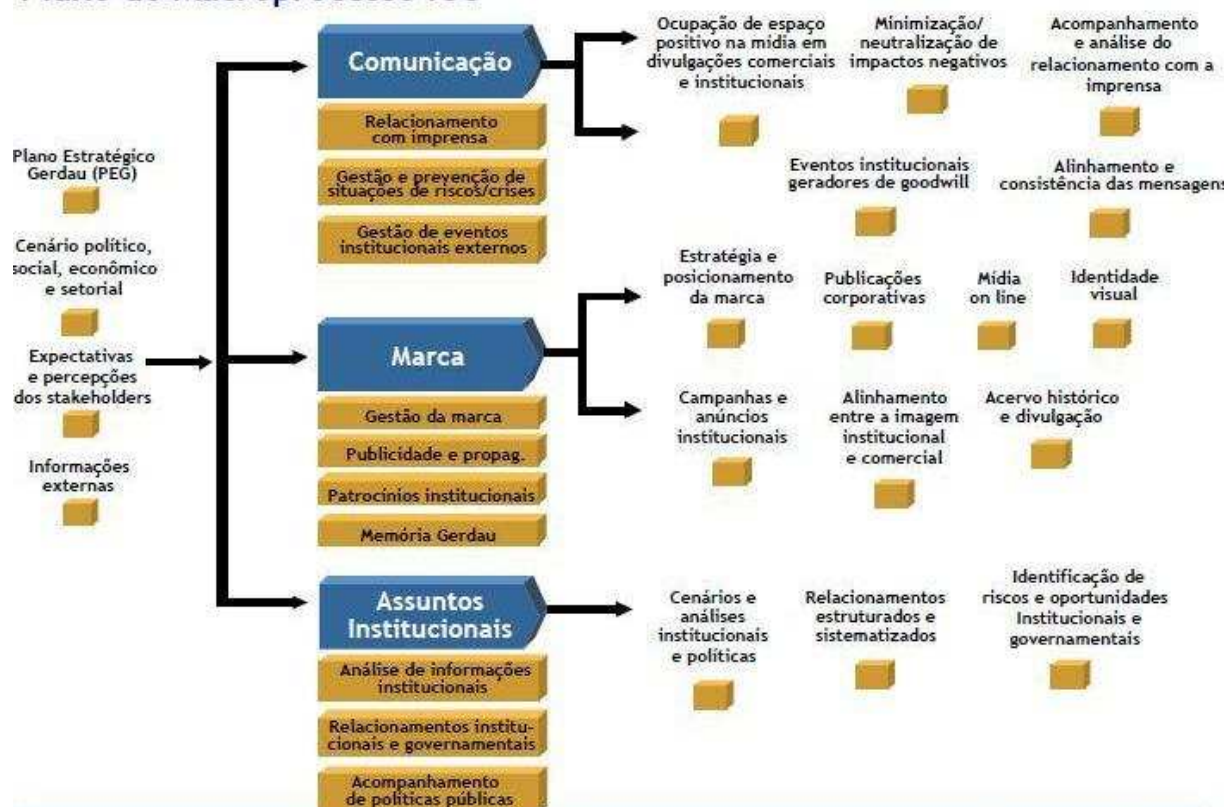 Plano Estratégico
Gerdau (PEG)
Cenário político,
social, econômico
e setorial
Expectativas
e percepções
dos stakeholders
Informações
externas
Comunicação
Relacionamento
com imprensa
Gestão e prevenção de
situações de riscos/crises
Gestão de eventos
institucionais externos
Ocupação de espaço
positivo na mídia em
divulgações comerciais
e institucionais
Minimização/
neutralização de
impactos negativos
Acompanhamento
e análise do
relacionamento com a
imprensa
Eventos institucionais
geradores de goodwill
Alinhamento e
consistência das mensagens
Marca
Gestão da marca
Publicidade e propag.
Patrocínios institucionais
Memória Gerdau
Estratégia e
posicionamento
da marca
Publicações
corporativas
Mídia
on line
Identidade
visual
Campanhas e
anúncios
institucionais
Alinhamento
entre a imagem
institucional
e comercial
Acervo histórico
e divulgação
Assuntos
Institucionais
Análise de informações
institucionais
Relacionamentos institu-
cionais e governamentais
Acompanhamento
de políticas públicas
Cenários e
análises
institucionais
e políticas
Relacionamentos
estruturados e
sistematizados
Identificação de
riscos e oportunidades
Institucionais e
governamentais